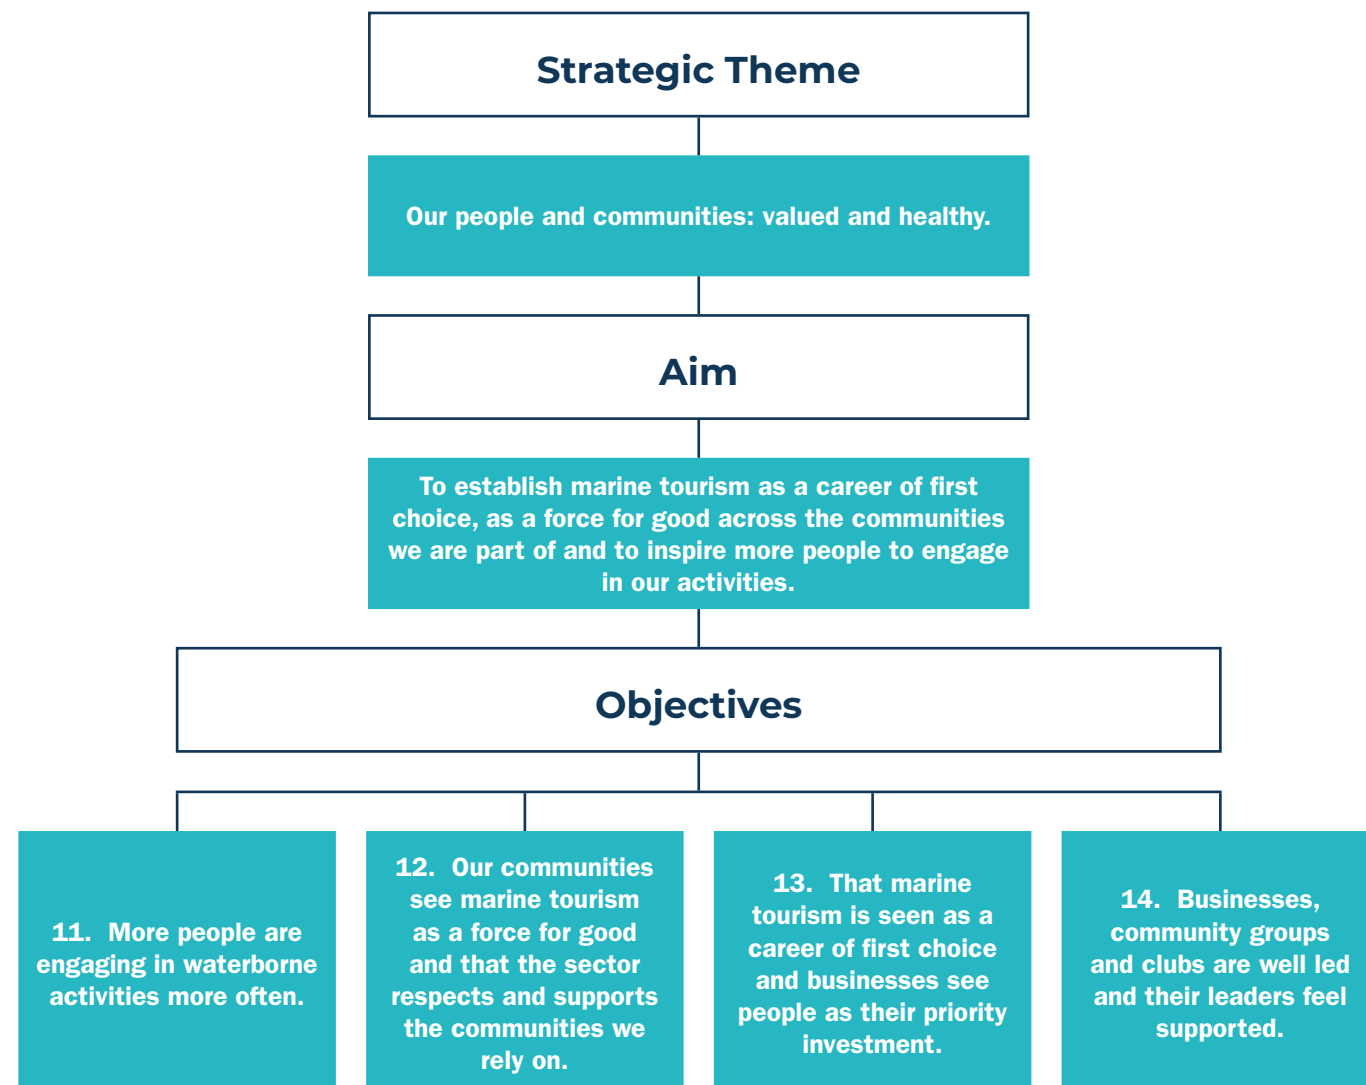 Strategic Theme
Our people and communities: valued and healthy.
Aim
To establish marine tourism as a career of first
choice, as a force for good across the communities
we are part of and to inspire more people to engage
in our activities.
Objectives
11. More people are
engaging in waterborne
activities more often.
12. Our communities
see marine tourism
as a force for good
and that the sector
respects and supports
the communities we
rely on.
13. That marine
tourism is seen as a
career of first choice
and businesses see
people as their priority
investment.
14. Businesses,
community groups
and clubs are well led
and their leaders feel
supported.